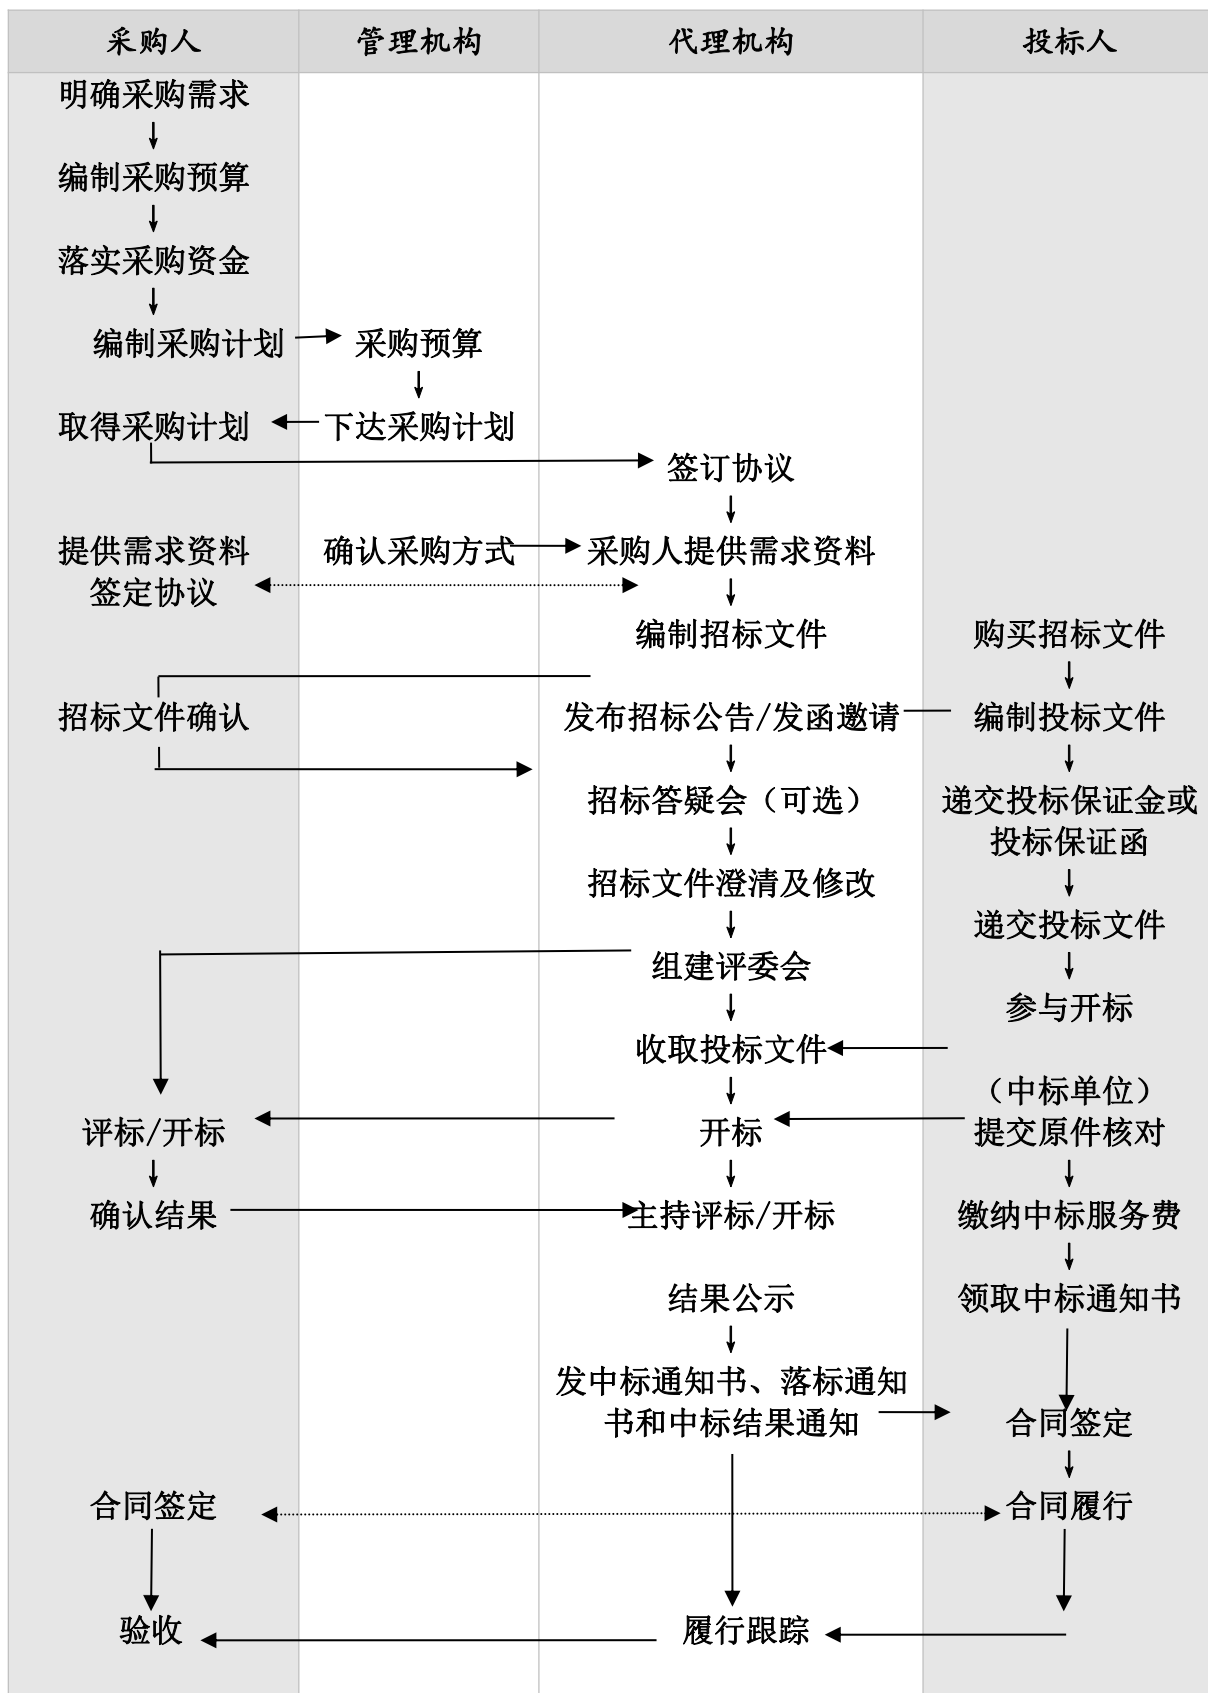 采购人
管理机构
代理机构
投标人
明确采购需求
编制采购预算
落实采购资金
编制采购计划
采购预算
取得采购计划
下达采购计划
签订协议
提供需求资料
签定协议
确认采购方式
采购人提供需求资料
编制招标文件
购买招标文件
招标文件确认
发布招标公告/发函邀请
编制投标文件
招标答疑会（可选）
递交投标保证金或
投标保证函
招标文件澄清及修改
递交投标文件
组建评委会
参与开标
收取投标文件
（中标单位）
提交原件核对
评标/开标
开标
确认结果
主持评标/开标
缴纳中标服务费
结果公示
领取中标通知书
发中标通知书、落标通知
书和中标结果通知
合同签定
合同签定
合同履行
验收
履行跟踪